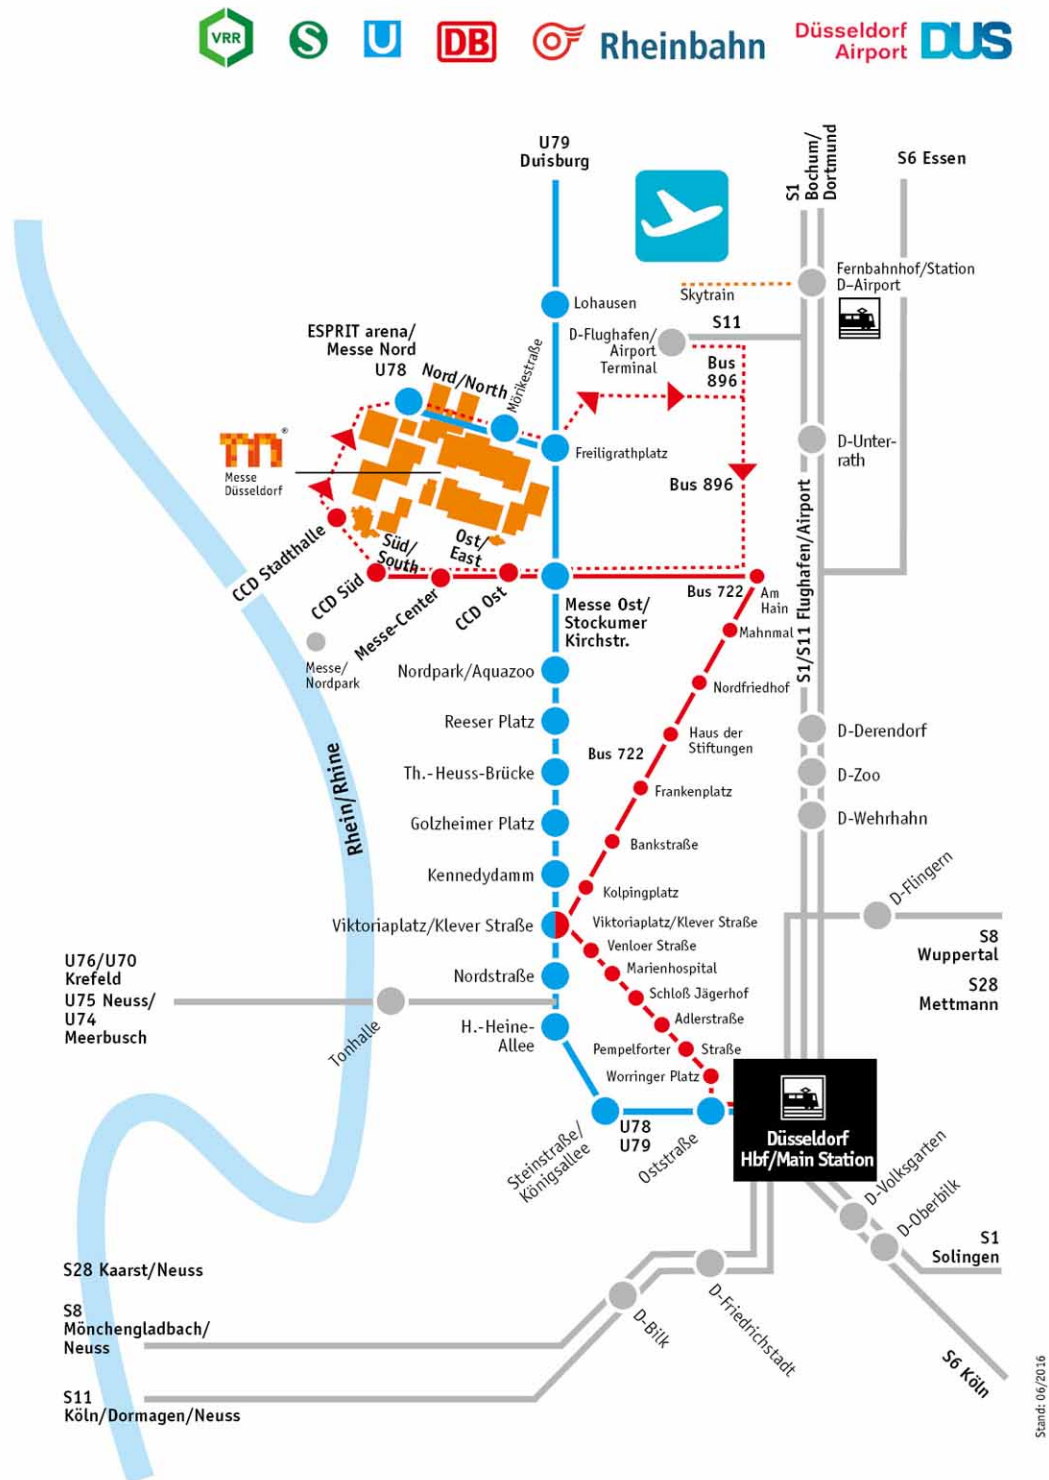 VRR
S
U
DB
Rheinbahn
Düsseldorf
Airport
DUS
U79
Duisburg
S1
Bochum/
Dortmund
S6 Essen
Fernbahnhof/Station
D–Airport
Skytrain
S11
Lohausen
D-Flughafen/
Airport
Terminal
Bus
896
ESPRIT arena/
Messe Nord
U78
Nord/North
Mörikestraße
Freiligrathplatz
D-Unter-
rath
Bus 896
®
Messe
Düsseldorf
CCD Stadthalle
Süd/
South
Ost/
East
CCD Süd
Messe-Center
CCD Ost
Messe Ost/
Stockumer
Kirchstr.
Bus 722
Am
Hain
Mahnmal
S1/S11 Flughafen/Airport
Messe/
Nordpark
Nordpark/Aquazoo
Nordfriedhof
Reeser Platz
Haus der
Stiftungen
D-Derendorf
Bus 722
Th.-Heuss-Brücke
D-Zoo
Frankenplatz
Rhein/Rhine
Golzheimer Platz
D-Wehrhahn
Bankstraße
Kennedydamm
Kolpingplatz
D-Flingern
Viktoriaplatz/Klever Straße
Viktoriaplatz/Klever Straße
Venloer Straße
S8
Wuppertal
U76/U70
Krefeld
U75 Neuss/
U74
Meerbusch
Nordstraße
Marienhospital
S28
Mettmann
Schloß Jägerhof
Tonhalle
H.-Heine-
Allee
Adlerstraße
Pempelforter Straße
Worringer Platz
U78
U79
Steinstraße/
Königsallee
Oststraße
Düsseldorf
Hbf/Main Station
D-Volksgarten
D-Oberbilk
S1
Solingen
S28 Kaarst/Neuss
S8
Mönchengladbach/
Neuss
D-Bilk
D-Friedrichstadt
S6 Köln
S11
Köln/Dormagen/Neuss
Stand: 06/2016